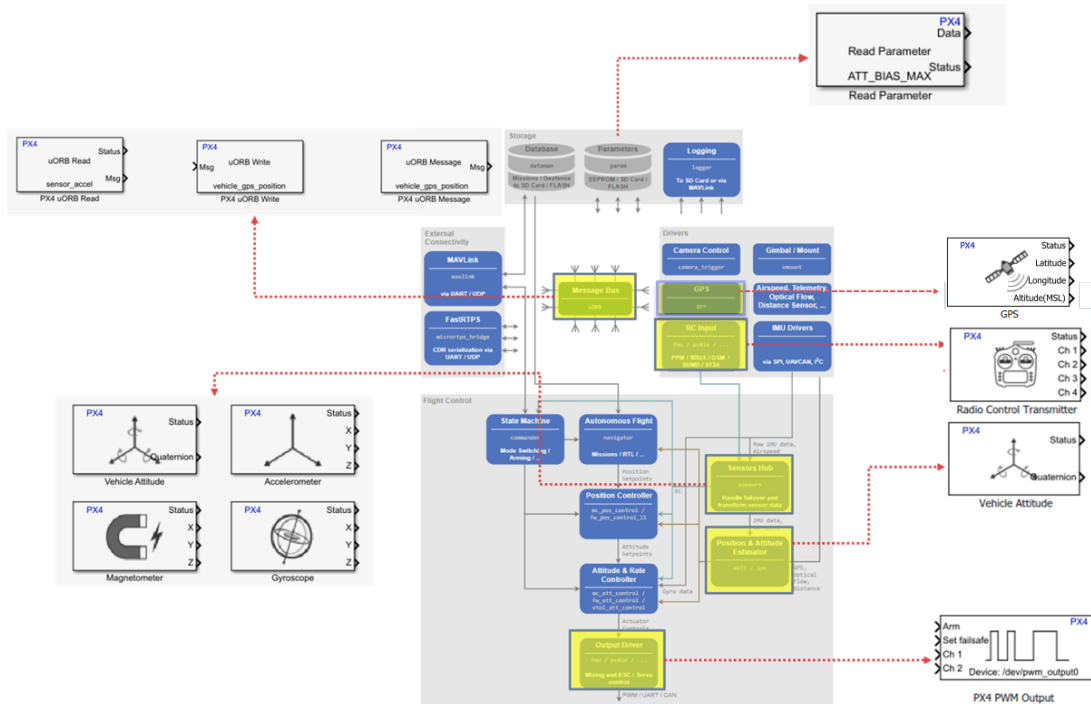 PX4
Data
Read Parameter
Status
ATT_BIAS_MAX
Read Parameter
PX4
Status
uORB Read
Msg
sensor_accel
PX4 uORB Read
PX4
uORB Write
Msg
vehicle_gps_position
PX4 uORB Write
PX4
uORB Message
Msg
vehicle_gps_position
PX4 uORB Message
Storage
Database
dataman
Missions / Geofence
to SD Card / FLASH
Parameters
param
EEPROM / SD Card /
FLASH
Logging
logger
To SD Card or via
MAVLink
External
Connectivity
MAVLink
mavlink
via UART / UDP
FastRTPS
micrortps_bridge
CDR serialization via
UART / UDP
Message Bus
uORB
Drivers
Camera Control
camera_trigger
Gimbal / Mount
vmount
GPS
gps
Airspeed, Telemetry,
Optical Flow,
Distance Sensor, ...
RC Input
fmu / px4io / ...
PPM / SBUS / DSM /
SUMD / ST24
IMU Drivers
via SPI, UAVCAN, I²C
PX4
Status
Latitude
Longitude
Altitude(MSL)
GPS
PX4
Status
Ch 1
Ch 2
Ch 3
Ch 4
Radio Control Transmitter
PX4
Status
Quaternion
Vehicle Attitude
PX4
Status
Quaternion
Vehicle Attitude
PX4
Status
X
Y
Z
Accelerometer
PX4
Status
X
Y
Z
Magnetometer
PX4
Status
X
Y
Z
Gyroscope
Flight Control
State Machine
commander
Mode Switching /
Arming / ...
Autonomous Flight
navigator
Missions / RTL / ...
Raw IMU data,
Airspeed
Position
Setpoints
Sensors Hub
sensors
Handle failover and
transform sensor data
RC
Position Controller
mc_pos_control /
fw_pos_control_l1
IMU data,
Attitude
Setpoints
Position & Attitude
Estimator
ekf2 / lpe
Attitude & Rate
Controller
mc_att_control /
fw_att_control /
vtol_att_control
Gyro data
GPS,
Optical
Flow,
Distance
Actuator
Controls
Output Driver
fmu / px4io / ...
Mixing and ESC / Servo
control
PWM / UART / CAN
Arm
PX4
Set failsafe
Ch 1
Ch 2
Device: /dev/pwm_output0
PX4 PWM Output